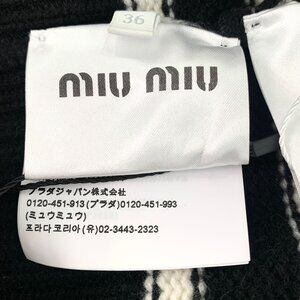 36
miu miu
プラダジャパン株式会社
0120-451-913 (プラダ) 0120-451-993
(ミュウミュウ)
프라다코리아 (유) 02-3443-2323